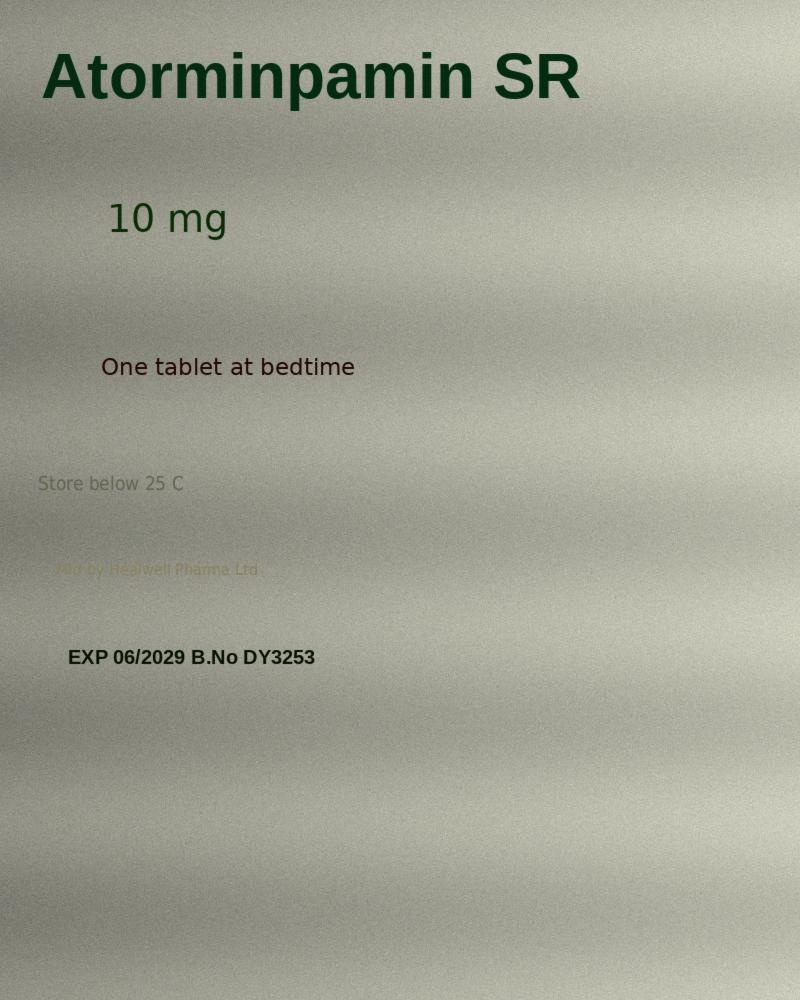 Atorminpamin SR
10 mg
One tablet at bedtime
Store below 25 C
by Healwell Pharma Ltd
EXP 06/2029 B.No DY3253